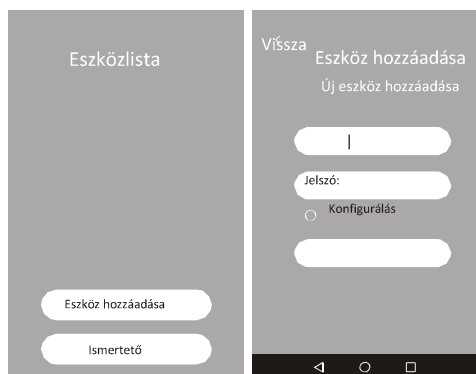 Eszközlista
Eszköz hozzáadása
Ismertető
Vissza
Eszköz hozzáadása
Új eszköz hozzáadása
Jelszó:
Konfigurálás